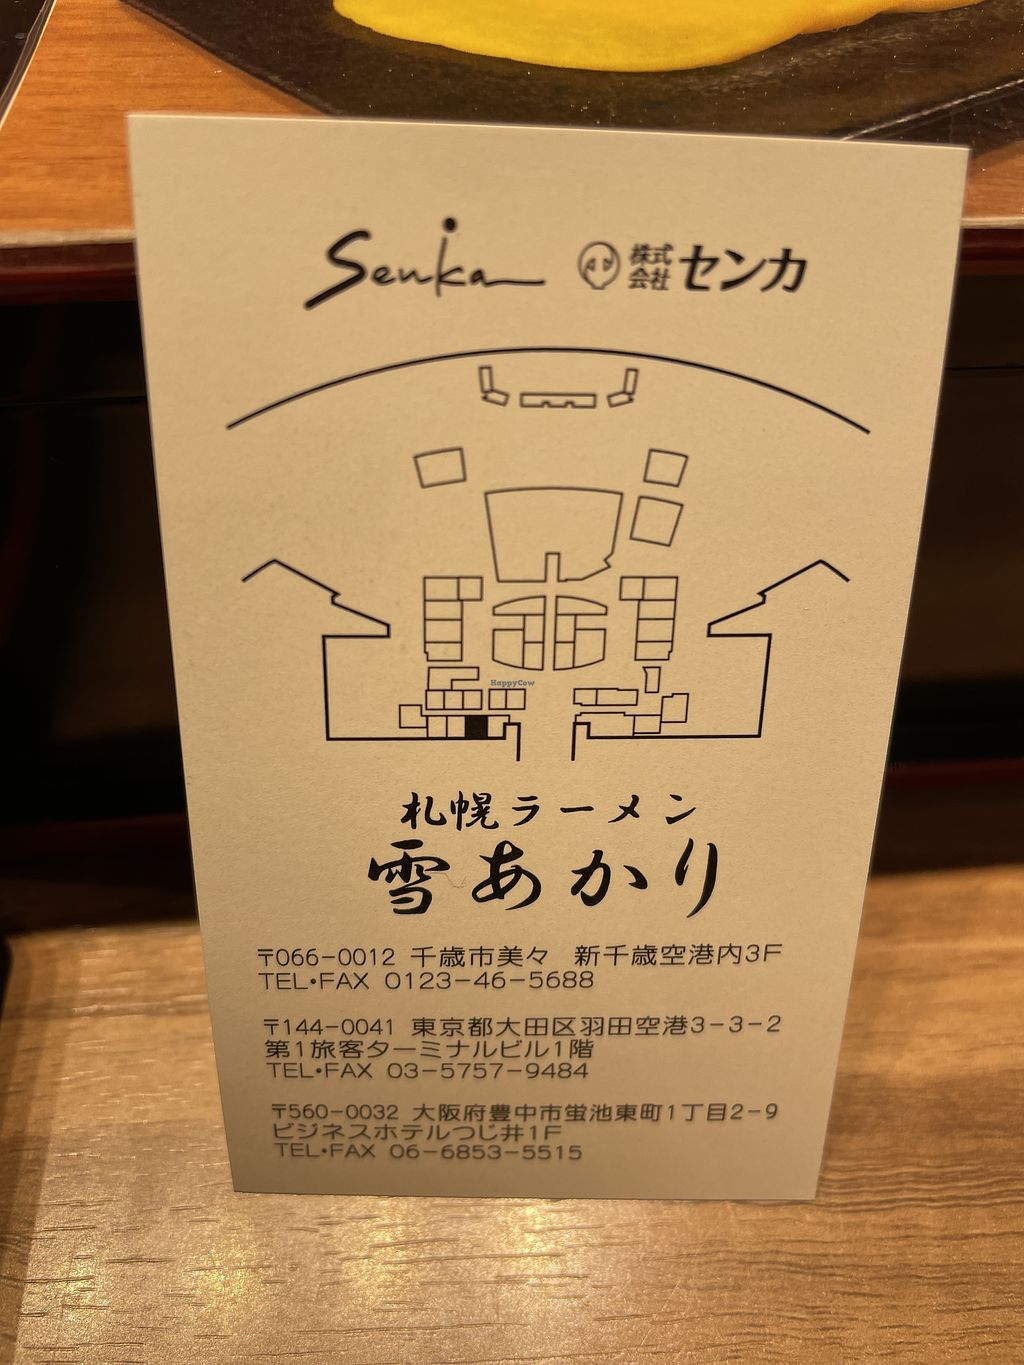 Senka 株式会社センカ
HappyCow
札幌ラーメン
雪あかり
〒066-0012 千歳市美々 新千歳空港内3F
TEL・FAX 0123-46-5688
〒144-0041 東京都大田区羽田空港3-3-2
第1旅客ターミナルビル1階
TEL・FAX 03-5757-9484
〒560-0032 大阪府豊中市蛍池東町1丁目2-9
ビジネスホテルつじ井1F
TEL・FAX 06-6853-5515